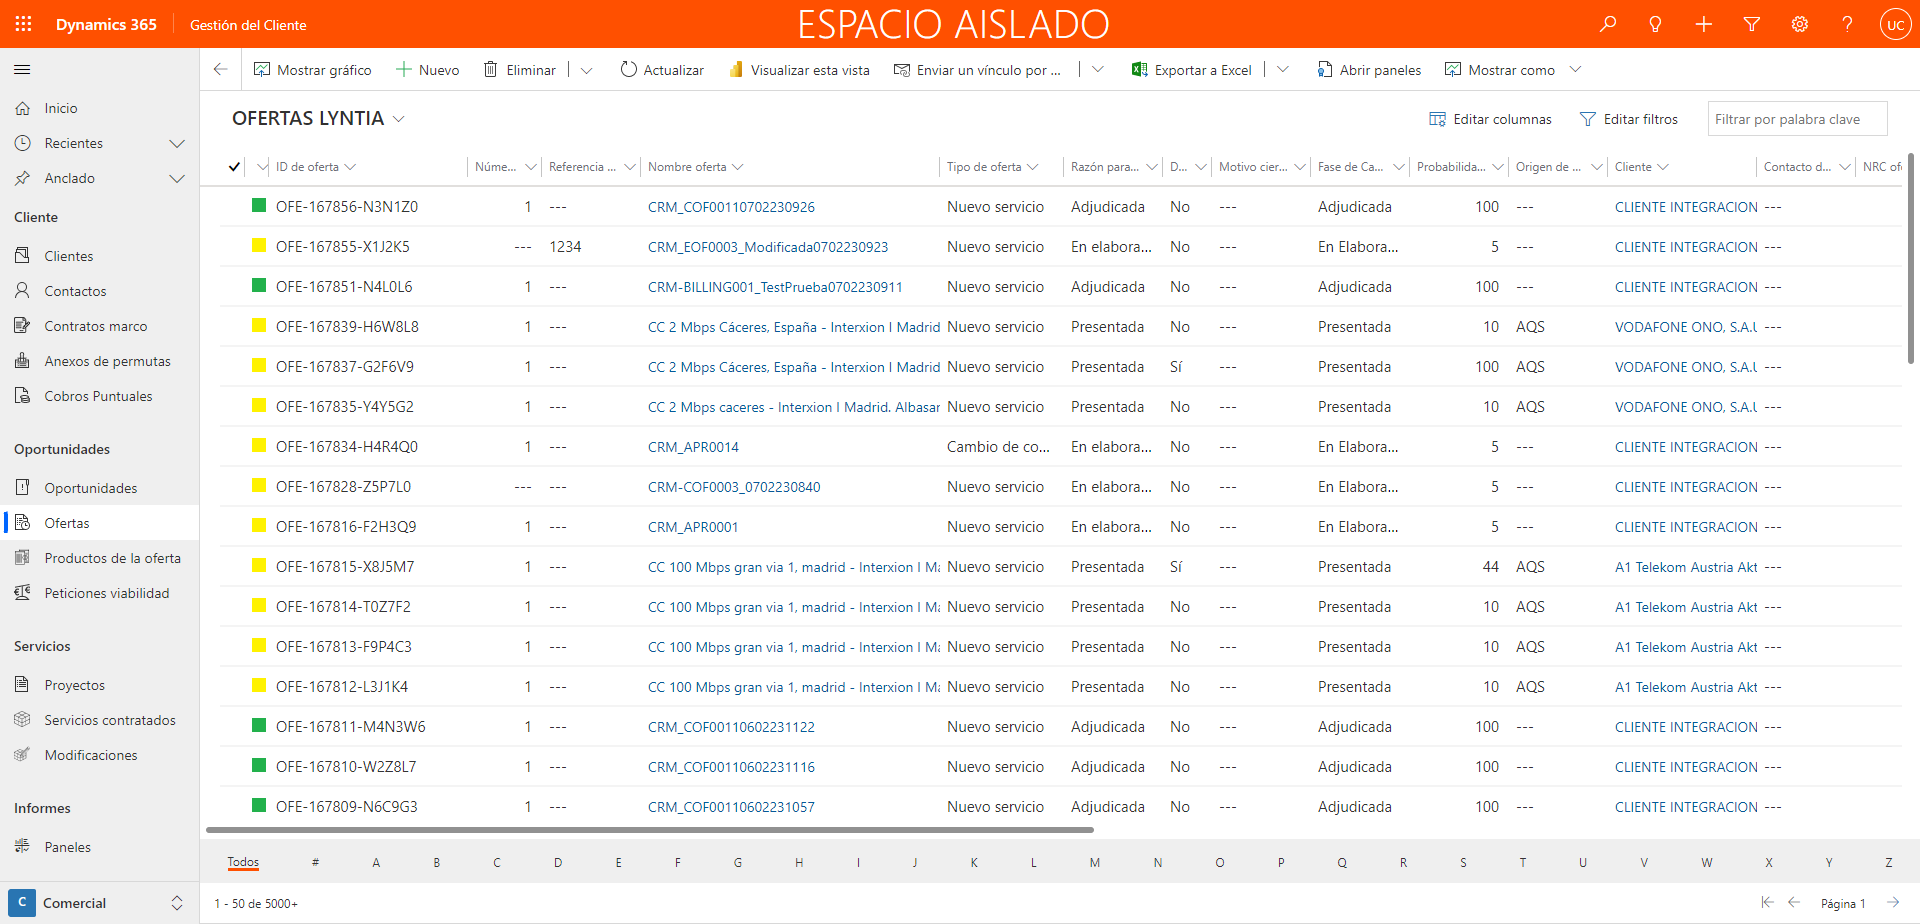 Dynamics 365
Gestión del Cliente
ESPACIO AISLADO
UC
Mostrar gráfico
Nuevo
Eliminar
Actualizar
Visualizar esta vista
Enviar un vínculo por ...
Exportar a Excel
Abrir paneles
Mostrar como
Inicio
Recientes
Anclado
Cliente
Clientes
Contactos
Contratos marco
Anexos de permutas
Cobros Puntuales
Oportunidades
Oportunidades
Ofertas
Productos de la oferta
Peticiones viabilidad
Servicios
Proyectos
Servicios contratados
Modificaciones
Informes
Paneles
C Comercial
OFERTAS LYNTIA
Editar columnas
Editar filtros
Filtrar por palabra clave
ID de oferta Núme... Referencia ... Nombre oferta Tipo de oferta Razón para... D... Motivo cier... Fase de Ca... Probabilida... Origen de ... Cliente Contacto d... NRC ofe
OFE-167856-N3N1Z0 1 --- CRM_COF00110702230926 Nuevo servicio Adjudicada No --- Adjudicada 100 --- CLIENTE INTEGRACION ---
OFE-167855-X1J2K5 --- 1234 CRM_EOF0003_Modificada0702230923 Nuevo servicio En elabora... No --- En Elabora... 5 --- CLIENTE INTEGRACION ---
OFE-167851-N4L0L6 1 --- CRM-BILLING001_TestPrueba0702230911 Nuevo servicio Adjudicada No --- Adjudicada 100 --- CLIENTE INTEGRACION ---
OFE-167839-H6W8L8 1 --- CC 2 Mbps Cáceres, España - Interxion I Madrid Nuevo servicio Presentada No --- Presentada 10 AQS VODAFONE ONO, S.A.U ---
OFE-167837-G2F6V9 1 --- CC 2 Mbps Cáceres, España - Interxion I Madrid Nuevo servicio Presentada Sí --- Presentada 100 AQS VODAFONE ONO, S.A.U ---
OFE-167835-Y4Y5G2 1 --- CC 2 Mbps caceres - Interxion I Madrid. Albasar Nuevo servicio Presentada No --- Presentada 10 AQS VODAFONE ONO, S.A.U ---
OFE-167834-H4R4Q0 1 --- CRM_APR0014 Cambio de co... En elabora... No --- En Elabora... 5 --- CLIENTE INTEGRACION ---
OFE-167828-Z5P7L0 --- --- CRM-COF0003_0702230840 Nuevo servicio En elabora... No --- En Elabora... 5 --- CLIENTE INTEGRACION ---
OFE-167816-F2H3Q9 1 --- CRM_APR0001 Nuevo servicio En elabora... No --- En Elabora... 5 --- CLIENTE INTEGRACION ---
OFE-167815-X8J5M7 1 --- CC 100 Mbps gran via 1, madrid - Interxion I Ma Nuevo servicio Presentada Sí --- Presentada 44 AQS A1 Telekom Austria Akt ---
OFE-167814-T0Z7F2 1 --- CC 100 Mbps gran via 1, madrid - Interxion I Ma Nuevo servicio Presentada No --- Presentada 10 AQS A1 Telekom Austria Akt ---
OFE-167813-F9P4C3 1 --- CC 100 Mbps gran via 1, madrid - Interxion I Ma Nuevo servicio Presentada No --- Presentada 10 AQS A1 Telekom Austria Akt ---
OFE-167812-L3J1K4 1 --- CC 100 Mbps gran via 1, madrid - Interxion I Ma Nuevo servicio Presentada No --- Presentada 10 AQS A1 Telekom Austria Akt ---
OFE-167811-M4N3W6 1 --- CRM_COF00110602231122 Nuevo servicio Adjudicada No --- Adjudicada 100 --- CLIENTE INTEGRACION ---
OFE-167810-W2Z8L7 1 --- CRM_COF00110602231116 Nuevo servicio Adjudicada No --- Adjudicada 100 --- CLIENTE INTEGRACION ---
OFE-167809-N6C9G3 1 --- CRM_COF00110602231057 Nuevo servicio Adjudicada No --- Adjudicada 100 --- CLIENTE INTEGRACION ---
Todos # A B C D E F G H I J K L M N O P Q R S T U V W X Y Z
1 - 50 de 5000+
Página 1